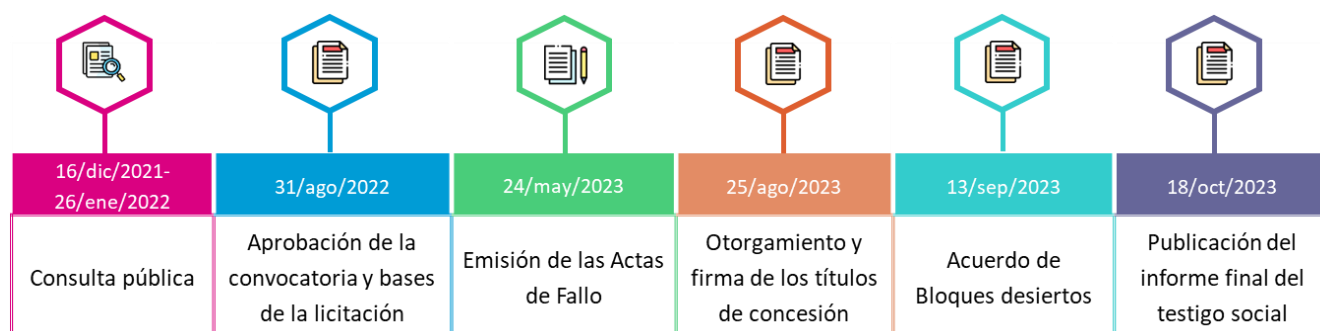 16/dic/2021-
26/ene/2022
Consulta pública
31/ago/2022
Aprobación de la
convocatoria y bases
de la licitación
24/may/2023
Emisión de las Actas
de Fallo
25/ago/2023
Otorgamiento y
firma de los títulos
de concesión
13/sep/2023
Acuerdo de
Bloques desiertos
18/oct/2023
Publicación del
informe final del
testigo social